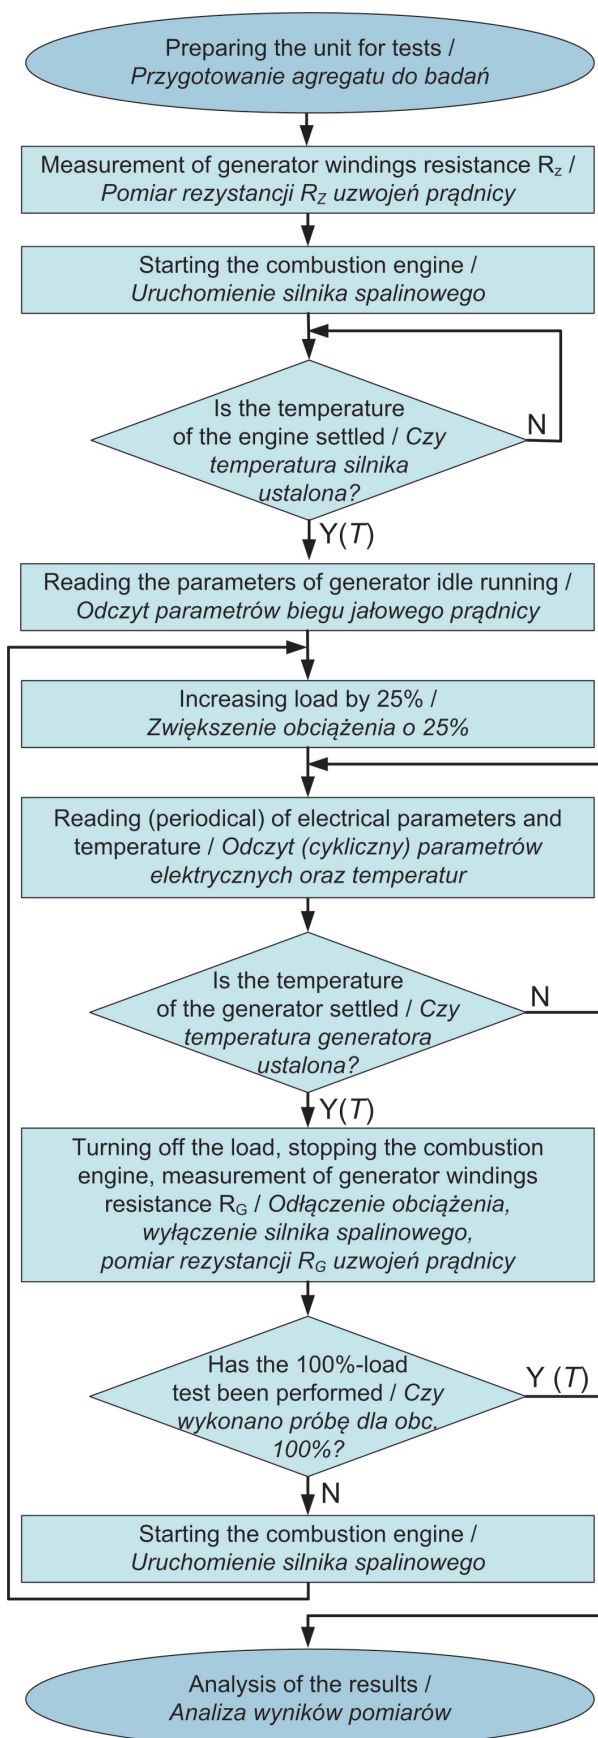 Preparing the unit for tests /
Przygotowanie agregatu do badań
Measurement of generator windings resistance RZ /
Pomiar rezystancji RZ uzwojeń prądnicy
Starting the combustion engine /
Uruchomienie silnika spalinowego
Is the temperature
of the engine settled / Czy
temperatura silnika
ustalona?
N
Y(T)
Reading the parameters of generator idle running /
Odczyt parametrów biegu jałowego prądnicy
Increasing load by 25% /
Zwiększenie obciążenia o 25%
Reading (periodical) of electrical parameters and
temperature / Odczyt (cykliczny) parametrów
elektrycznych oraz temperatur
Is the temperature
of the generator settled / Czy
temperatura generatora
ustalona?
N
Y(T)
Turning off the load, stopping the combustion
engine, measurement of generator windings
resistance RG / Odłączenie obciążenia,
wyłączenie silnika spalinowego,
pomiar rezystancji RG uzwojeń prądnicy
Has the 100%-load
test been performed / Czy
wykonano próbę dla obc.
100%?
Y (T)
N
Starting the combustion engine /
Uruchomienie silnika spalinowego
Analysis of the results /
Analiza wyników pomiarów